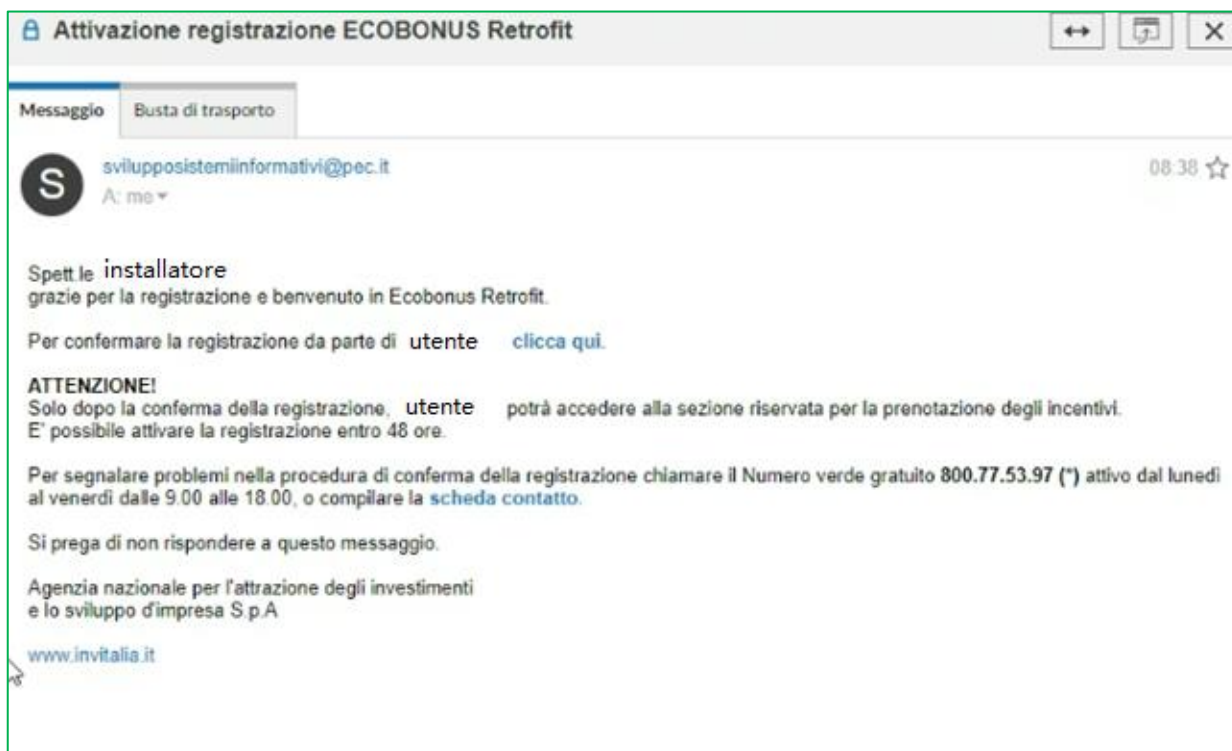 Attivazione registrazione ECOBONUS Retrofit
Messaggio
Busta di trasporto
S
svilupposistemiinformativi@pec.it
08:38
A: me
Spett.le installatore
grazie per la registrazione e benvenuto in Ecobonus Retrofit.
Per confermare la registrazione da parte di utente clicca qui.
ATTENZIONE!
Solo dopo la conferma della registrazione, utente potrà accedere alla sezione riservata per la prenotazione degli incentivi.
E' possibile attivare la registrazione entro 48 ore.
Per segnalare problemi nella procedura di conferma della registrazione chiamare il Numero verde gratuito 800.77.53.97 (*) attivo dal lunedì
al venerdì dalle 9.00 alle 18.00, o compilare la scheda contatto.
Si prega di non rispondere a questo messaggio.
Agenzia nazionale per l'attrazione degli investimenti
e lo sviluppo d'impresa S.p.A
www.invitalia.it